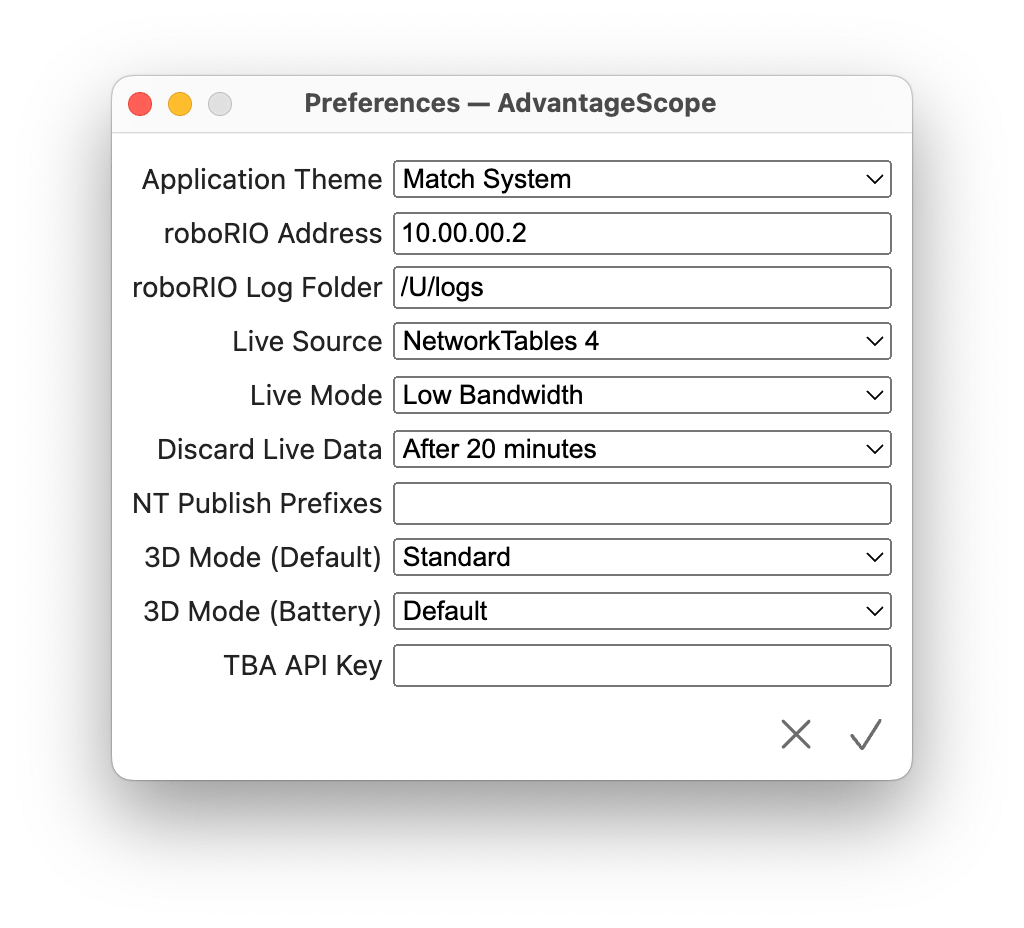 Preferences — AdvantageScope
Application Theme Match System
roboRIO Address 10.00.00.2
roboRIO Log Folder /U/logs
Live Source NetworkTables 4
Live Mode Low Bandwidth
Discard Live Data After 20 minutes
NT Publish Prefixes
3D Mode (Default) Standard
3D Mode (Battery) Default
TBA API Key